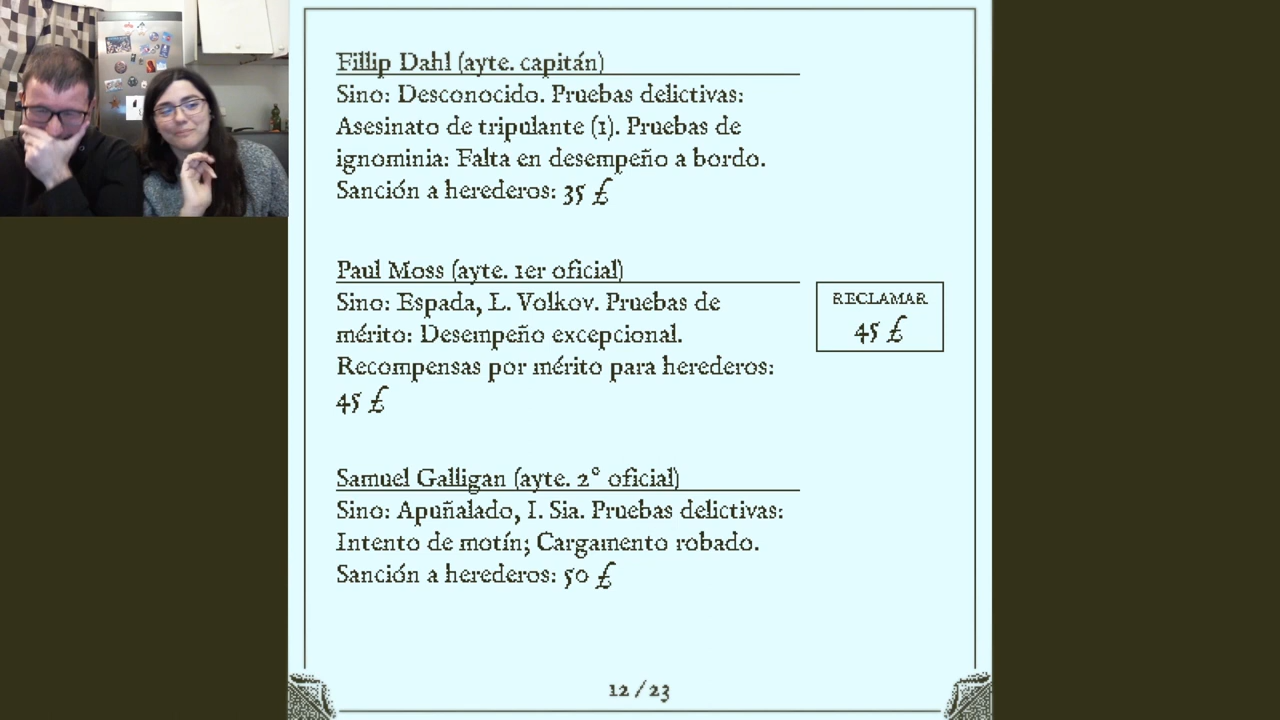 Fillip Dahl (ayte. capitán)
Sino: Desconocido. Pruebas delictivas:
Asesinato de tripulante (1). Pruebas de
ignominia: Falta en desempeño a bordo.
Sanción a herederos: 35 £
Paul Moss (ayte. 1er oficial)
Sino: Espada, L. Volkov. Pruebas de
mérito: Desempeño excepcional.
Recompensas por mérito para herederos:
45 £
RECLAMAR
45 £
Samuel Galligan (ayte. 2° oficial)
Sino: Apuñalado, I. Sia. Pruebas delictivas:
Intento de motín; Cargamento robado.
Sanción a herederos: 50 £
12 / 23